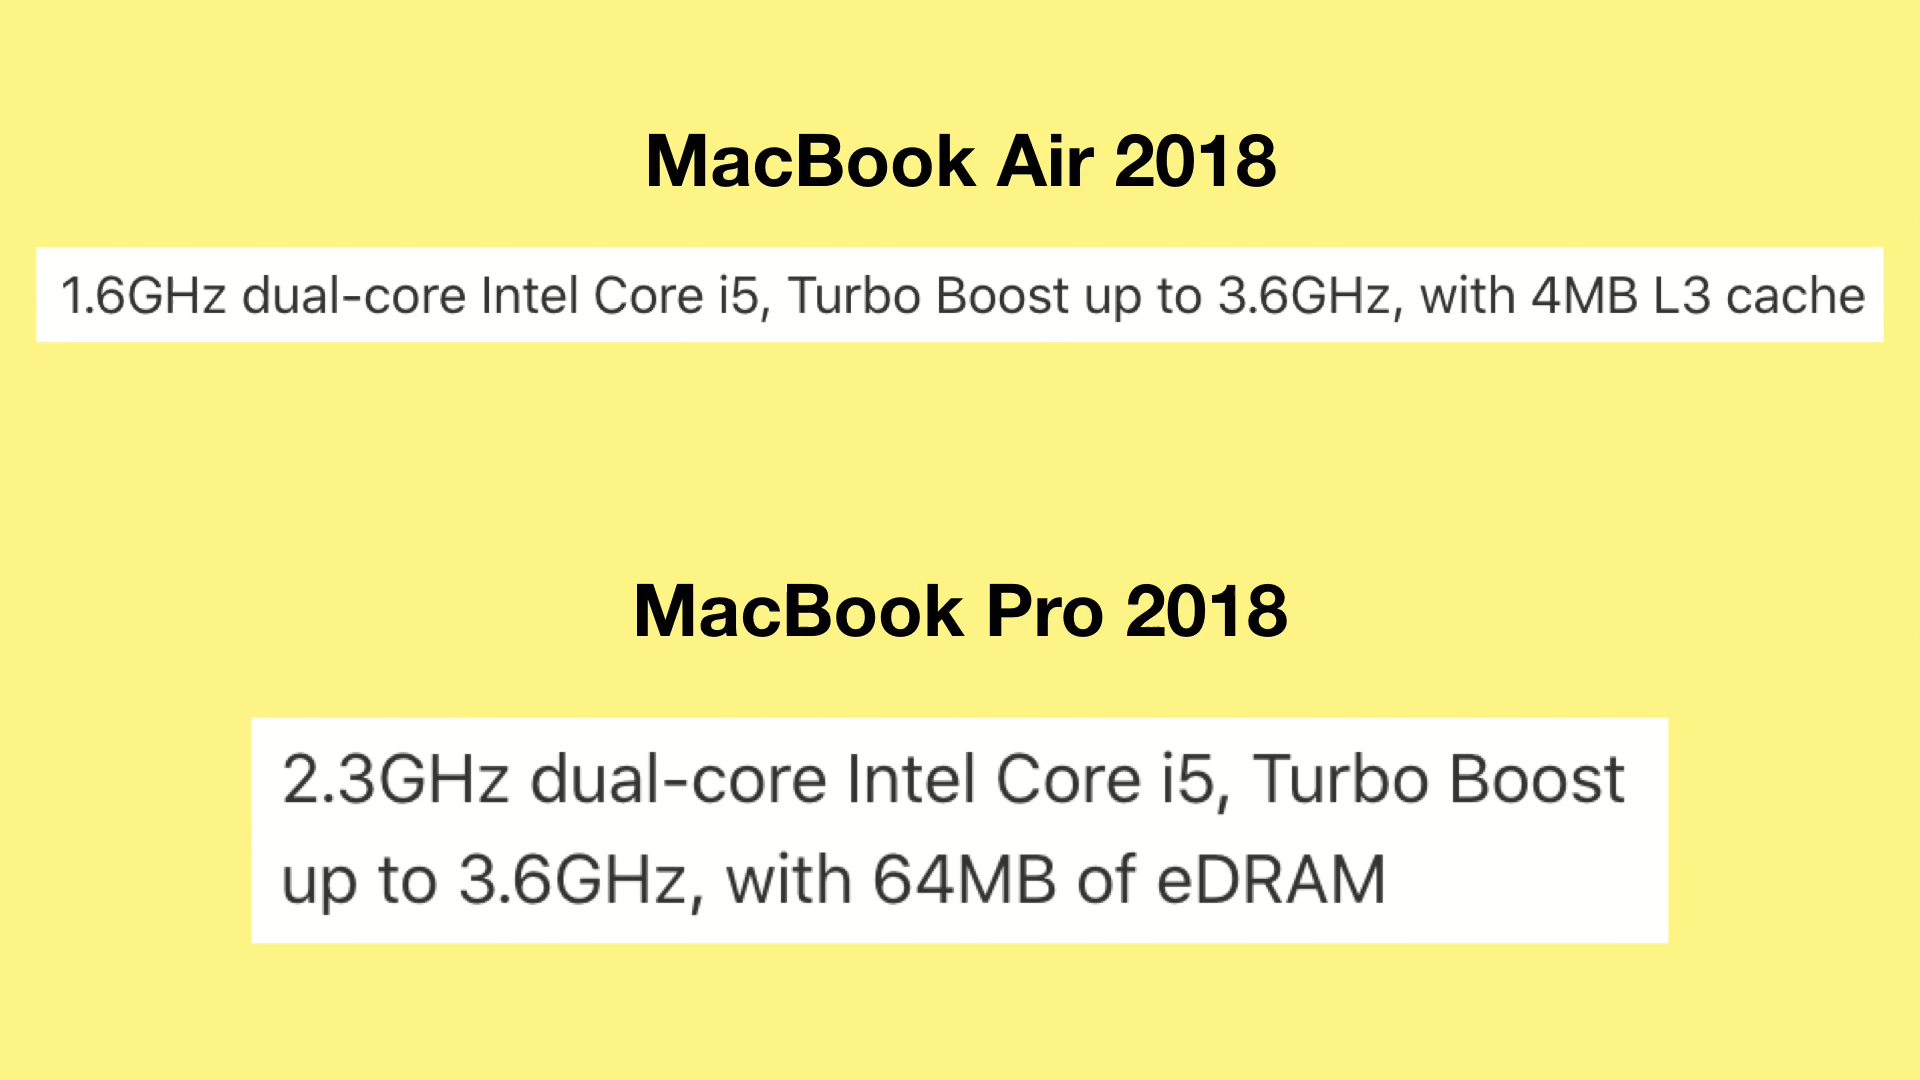 MacBook Air 2018
1.6GHz dual-core Intel Core i5, Turbo Boost up to 3.6GHz, with 4MB L3 cache
MacBook Pro 2018
2.3GHz dual-core Intel Core i5, Turbo Boost
up to 3.6GHz, with 64MB of eDRAM